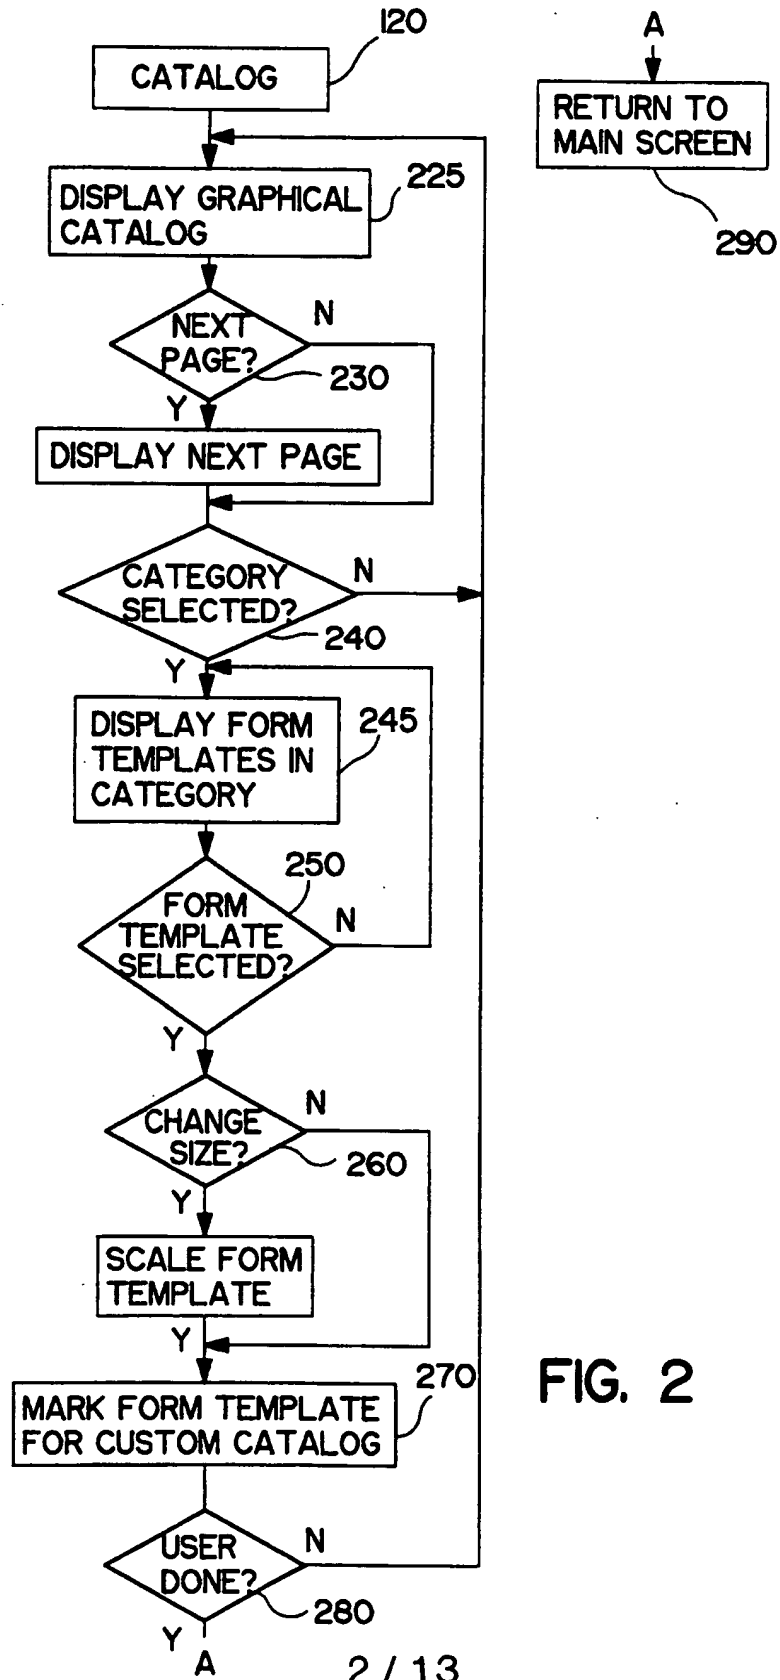 120
CATALOG
A
RETURN TO
MAIN SCREEN
290
225
DISPLAY GRAPHICAL
CATALOG
N
NEXT
PAGE?
230
Y
DISPLAY NEXT PAGE
N
CATEGORY
SELECTED?
240
Y
DISPLAY FORM
TEMPLATES IN
CATEGORY
245
250
FORM
TEMPLATE
SELECTED?
N
Y
N
CHANGE
SIZE?
260
Y
SCALE FORM
TEMPLATE
Y
270
MARK FORM TEMPLATE
FOR CUSTOM CATALOG
FIG. 2
N
USER
DONE?
280
Y
A
2 / 13